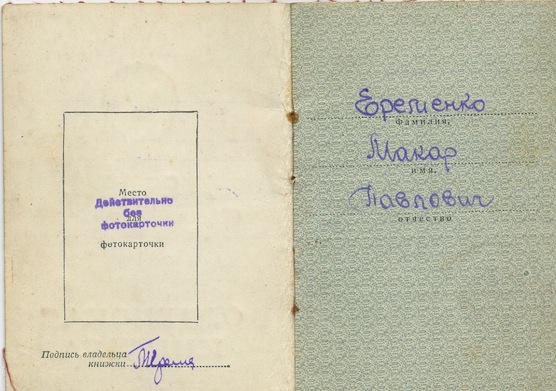 Место
Действительно
без
для
фотокарточки
фотокарточки
Подпись владельца
книжки
Еременко
Фамилия,
Макар
имя,
Павлович
отчество